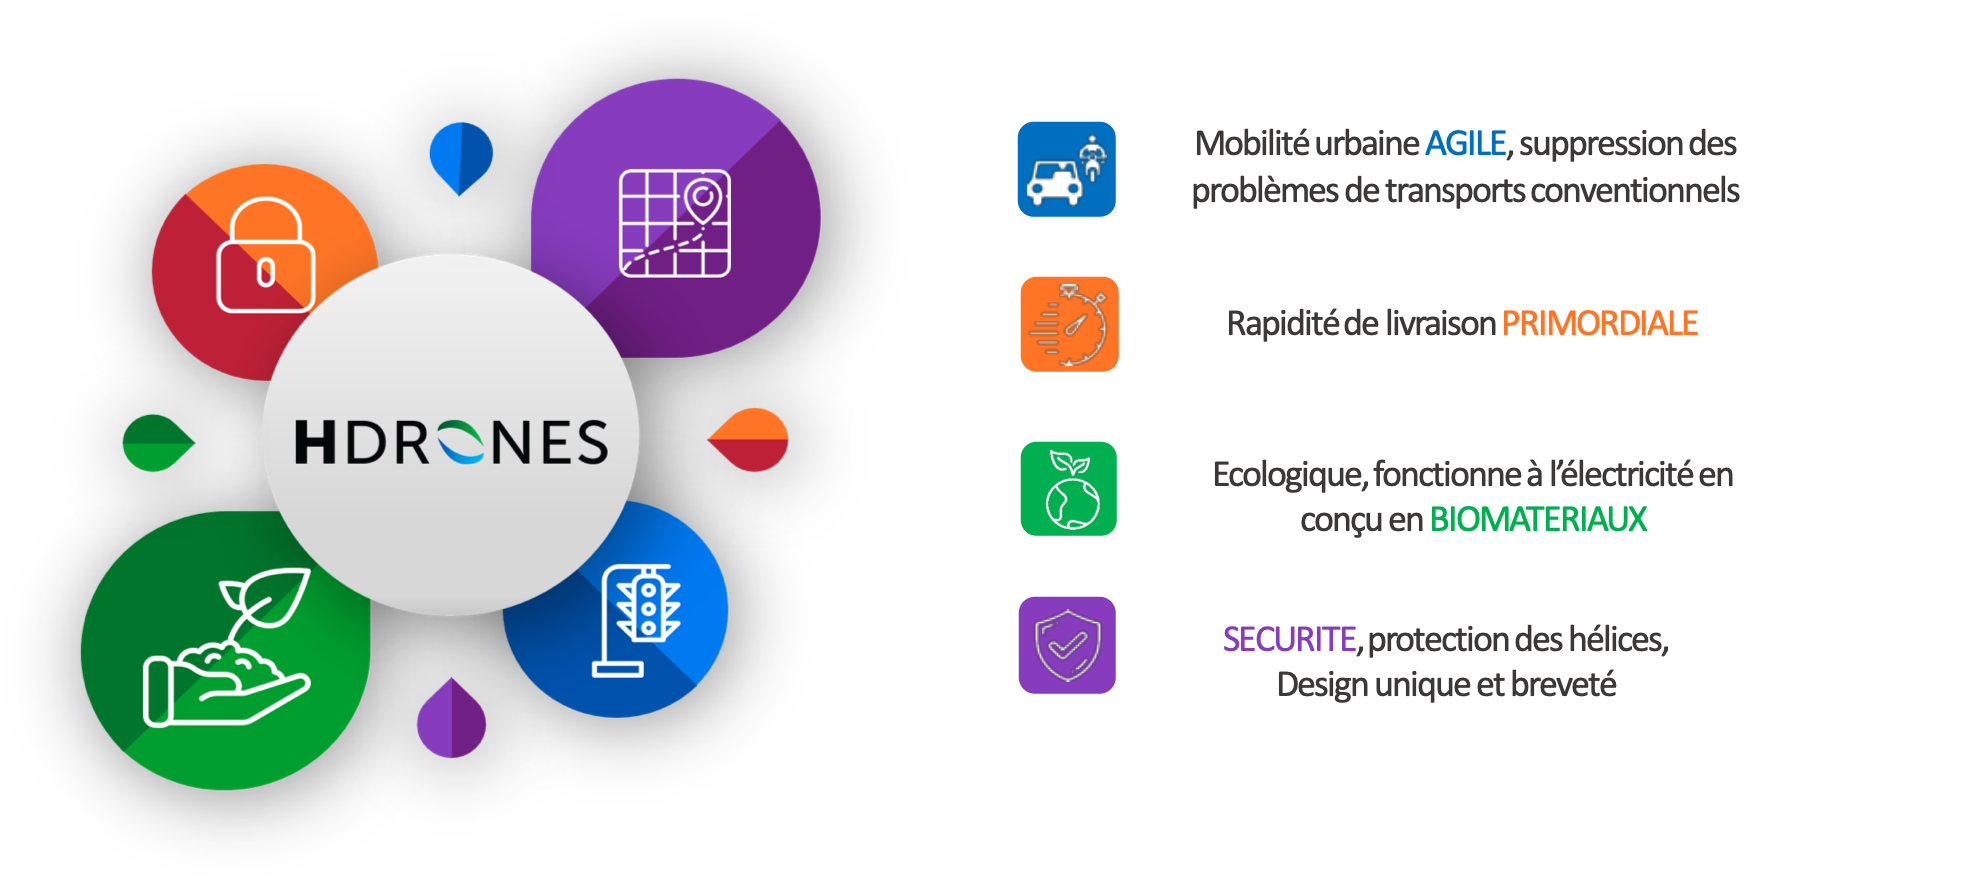 HDRONES
Mobilité urbaine AGILE, suppression des
problèmes de transports conventionnels
Rapidité de livraison PRIMORDIALE
Ecologique, fonctionne à l’électricité en
conçu en BIOMATERIAUX
SECURITE, protection des hélices,
Design unique et breveté